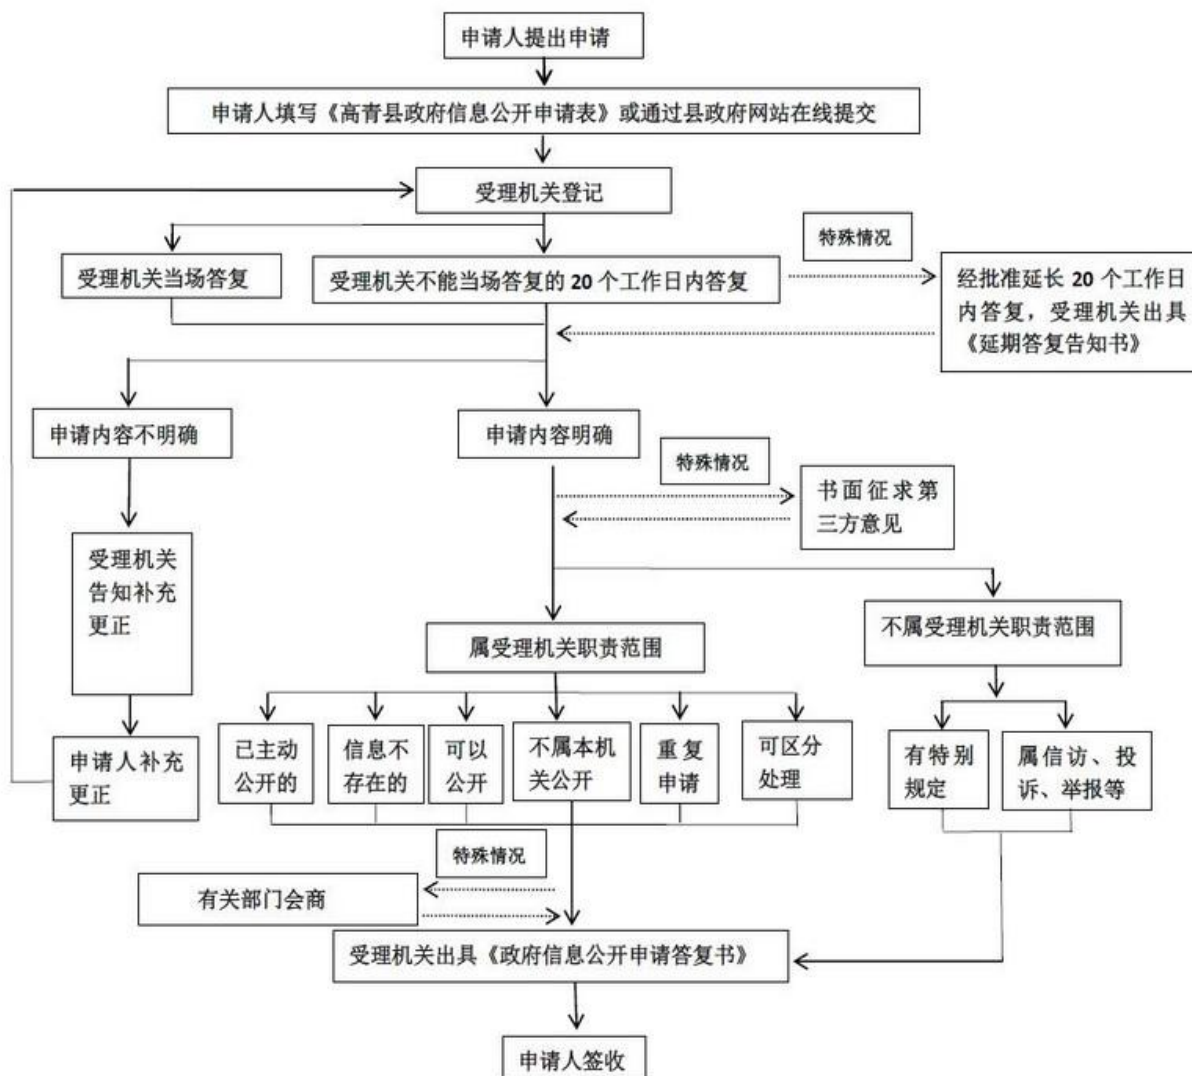 申请人提出申请
申请人填写《高青县政府信息公开申请表》或通过县政府网站在线提交
受理机关登记
特殊情况
受理机关当场答复
受理机关不能当场答复的 20 个工作日内答复
经批准延长 20 个工作日
内答复，受理机关出具
《延期答复告知书》
申请内容不明确
申请内容明确
特殊情况
书面征求第
三方意见
受理机关
告知补充
更正
属受理机关职责范围
不属受理机关职责范围
申请人补充
更正
已主动
公开的
信息不
存在的
可以
公开
不属本机
关公开
重复
申请
可区分
处理
有特别
规定
属信访、投
诉、举报等
特殊情况
有关部门会商
受理机关出具《政府信息公开申请答复书》
申请人签收